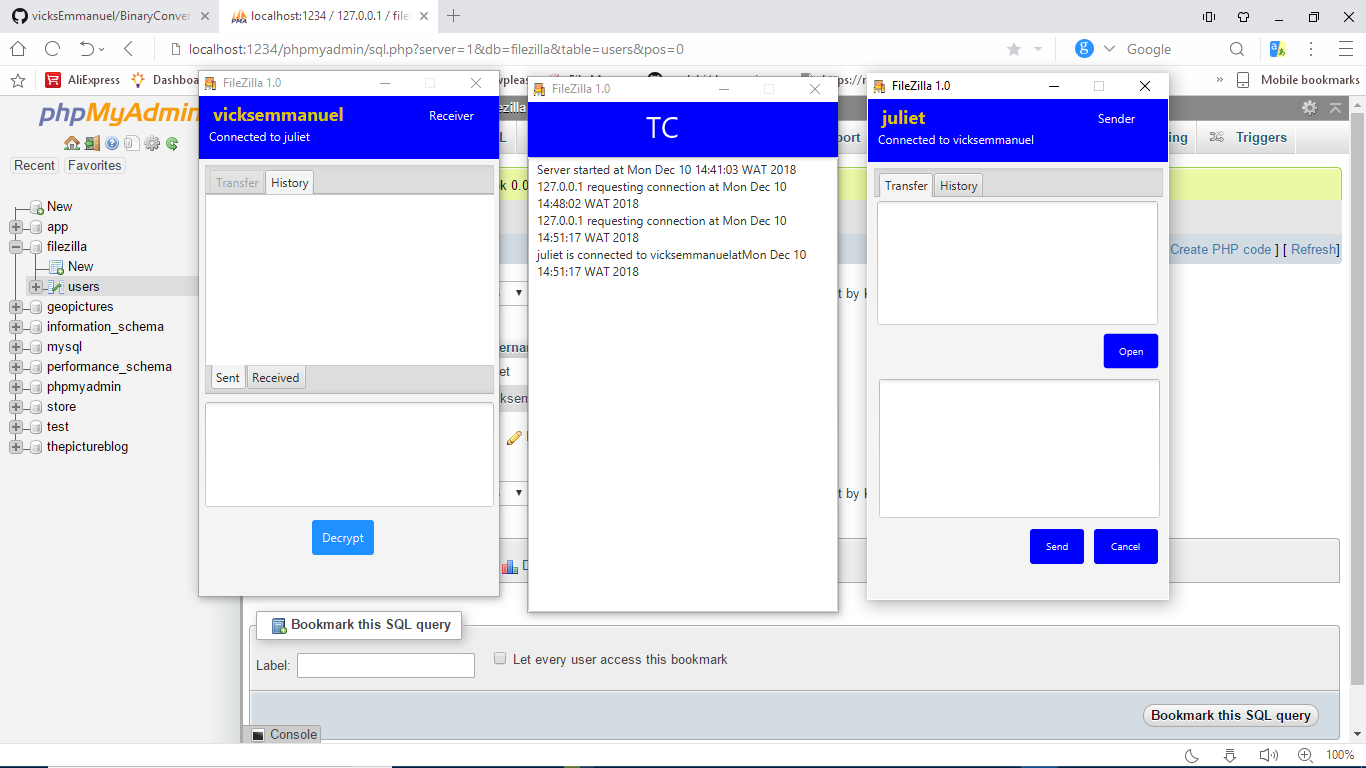 vicksEmmanuel/BinaryConver
localhost:1234 / 127.0.0.1 / file
localhost:1234/phpmyadmin/sql.php?server=1&db=filezilla&table=users&pos=0
Google
AliExpress
Dashboa
Mobile bookmarks
phpMyAdmin
Recent
Favorites
New
app
filezilla
New
users
geopictures
information_schema
mysql
performance_schema
phpmyadmin
store
test
thepictureblog
FileZilla 1.0
vicksemmanuel
Receiver
Connected to juliet
Transfer
History
Sent
Received
Decrypt
FileZilla 1.0
TC
Server started at Mon Dec 10 14:41:03 WAT 2018
127.0.0.1 requesting connection at Mon Dec 10
14:48:02 WAT 2018
127.0.0.1 requesting connection at Mon Dec 10
14:51:17 WAT 2018
juliet is connected to vicksemmanuelatMon Dec 10
14:51:17 WAT 2018
FileZilla 1.0
juliet
Sender
Connected to vicksemmanuel
Transfer
History
Open
Send
Cancel
Triggers
Create PHP code ] [ Refresh]
Bookmark this SQL query
Label:
Let every user access this bookmark
Bookmark this SQL query
Console
100%